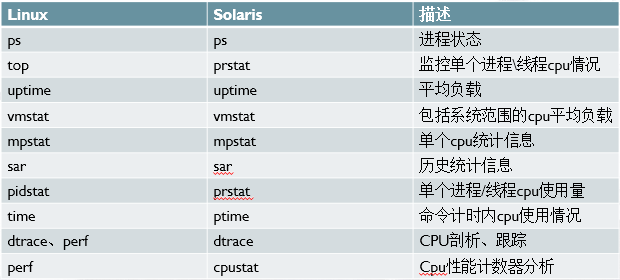 Linux Solaris 描述
ps ps 进程状态
top prstat 监控单个进程\线程cpu情况
uptime uptime 平均负载
vmstat vmstat 包括系统范围的cpu平均负载
mpstat mpstat 单个cpu统计信息
sar sar 历史统计信息
pidstat prstat 单个进程/线程cpu使用量
time ptime 命令计时内cpu使用情况
dtrace、perf dtrace CPU剖析、跟踪
perf cpustat Cpu性能计数器分析